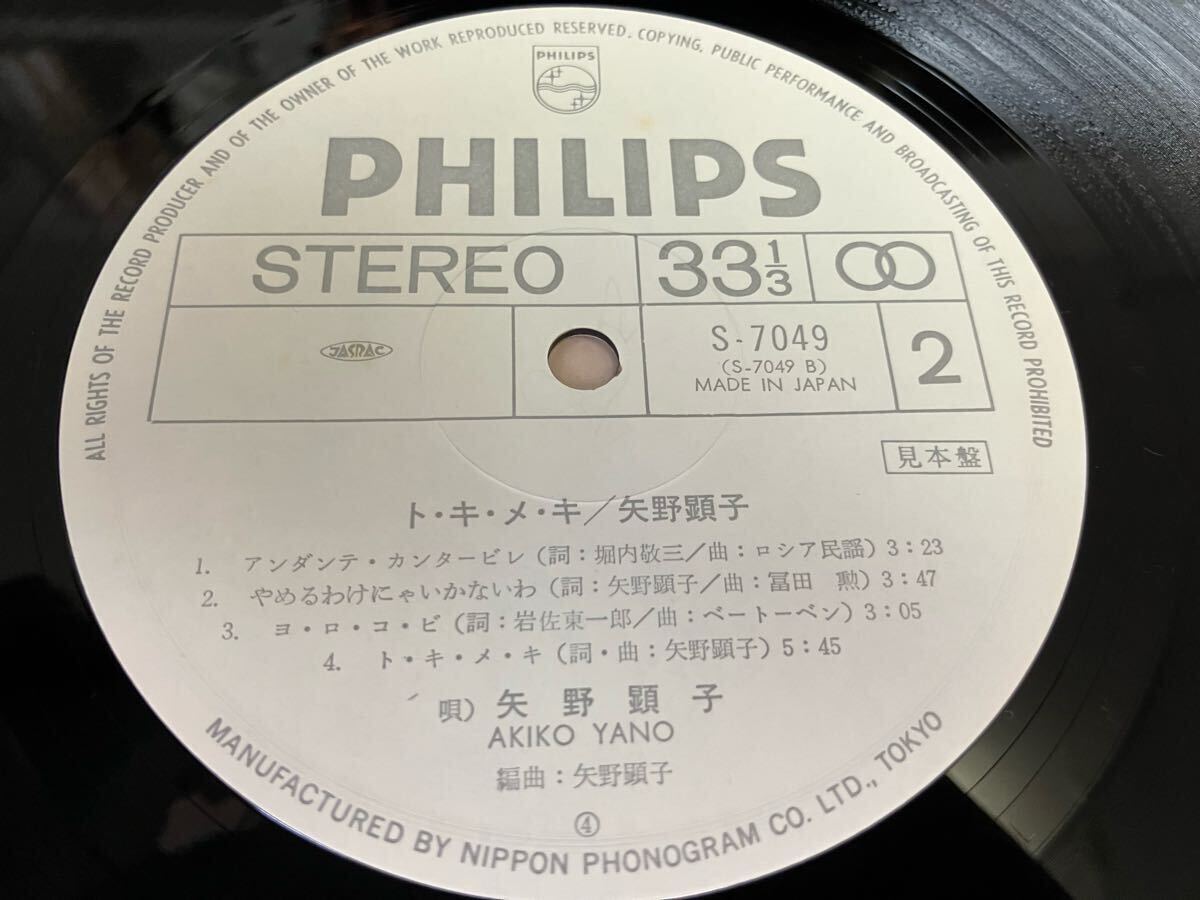 ALL RIGHTS OF THE RECORD PRODUCER AND OF THE OWNER OF THE WORK REPRODUCED RESERVED. COPYING, PUBLIC PERFORMANCE AND BROADCASTING OF THIS RECORD PROHIBITED
PHILIPS
PHILIPS
STEREO 33 1/3
JASRAC
S-7049
(S-7049 B)
MADE IN JAPAN
2
見本盤
ト・キ・メ・キ/矢野顕子
1. アンダンテ・カンタービレ(詞:堀内敬三/曲:ロシア民謡)3:23
2. やめるわけにゃいかないわ(詞:矢野顕子/曲:冨田 勲)3:47
3. ヨ・ロ・コ・ビ(詞:岩佐東一郎/曲:ベートーベン)3:05
4. ト・キ・メ・キ(詞・曲:矢野顕子)5:45
唄) 矢野顕子
AKIKO YANO
編曲:矢野顕子
④
MANUFACTURED BY NIPPON PHONOGRAM CO. LTD., TOKYO